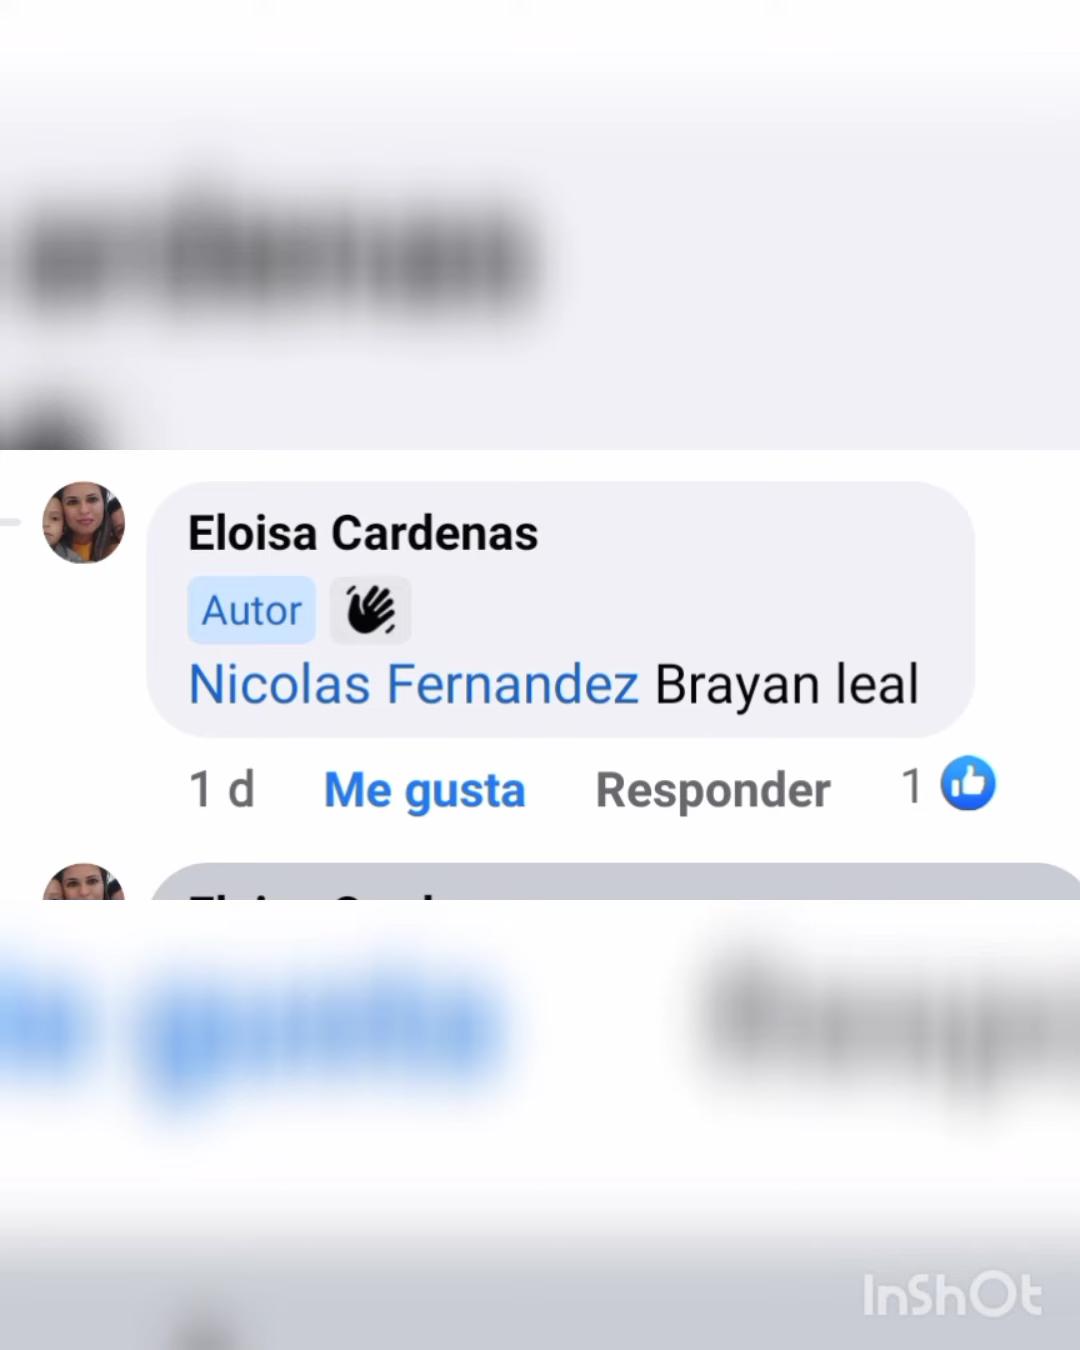 Eloisa Cardenas
Autor
Nicolas Fernandez Brayan leal
1 d Me gusta Responder 1
InShOt